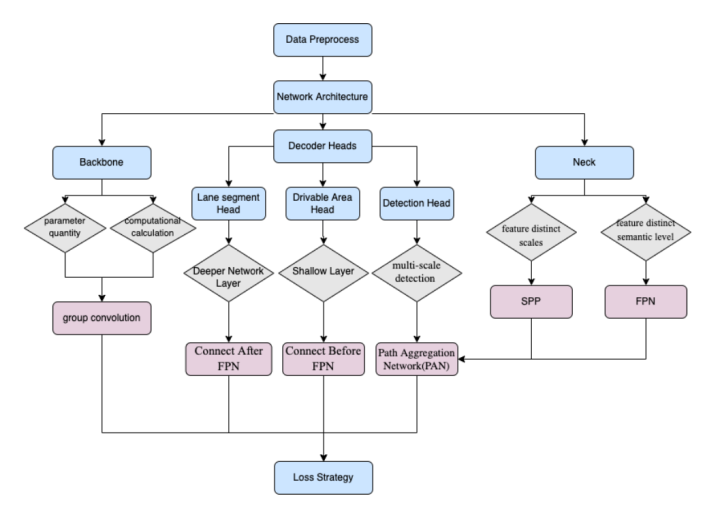 Data Preprocess
Network Architecture
Decoder Heads
Backbone
Neck
Lane segment
Head
Drivable Area
Head
Detection Head
parameter
quantity
computational
calculation
feature distinct
scales
feature distinct
semantic level
Deeper Network
Layer
Shallow Layer
multi-scale
detection
SPP
FPN
group convolution
Connect After
FPN
Connect Before
FPN
Path Aggregation
Network(PAN)
Loss Strategy